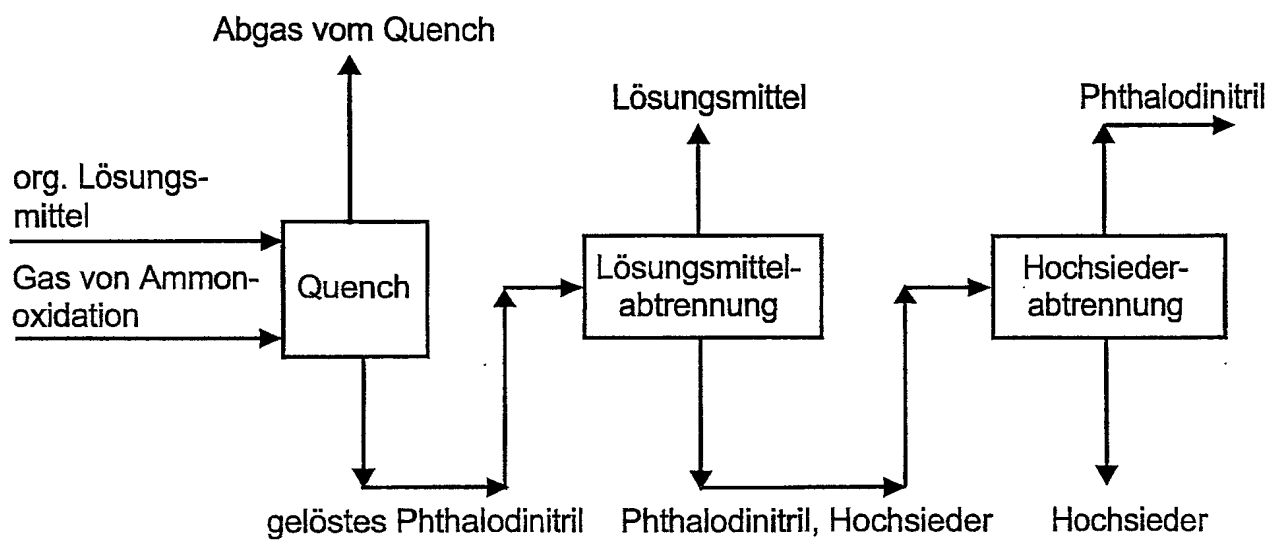 Abgas vom Quench
Lösungsmittel
Phthalodinitril
org. Lösungs-
mittel
Gas von Ammon-
oxidation
Quench
Lösungsmittel-
abtrennung
Hochsieder-
abtrennung
gelöstes Phthalodinitril
Phthalodinitril, Hochsieder
Hochsieder